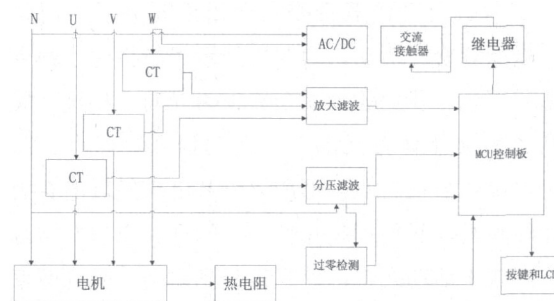 N U V W
AC/DC
交流
接触器
继电器
CT
放大滤波
CT
MCU控制板
CT
分压滤波
过零检测
按键和LCD
电机
热电阻